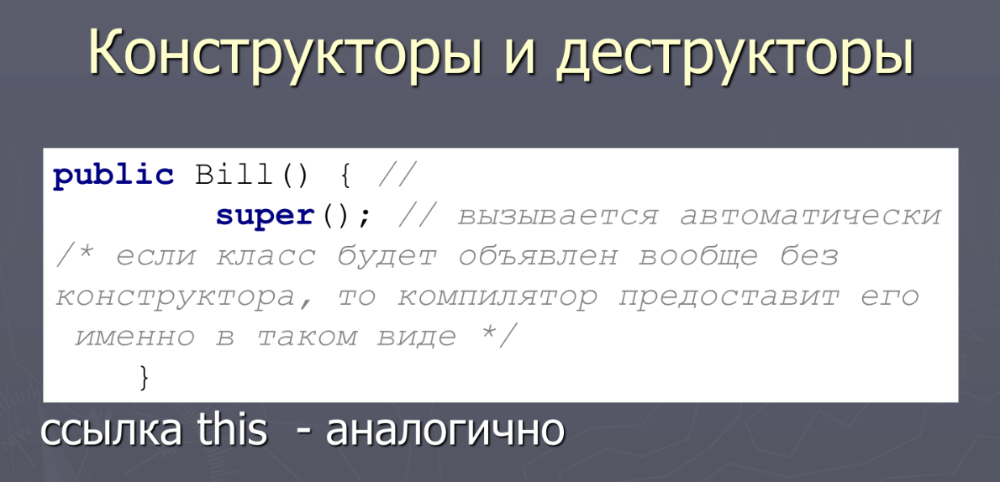 Конструкторы и деструкторы
public Bill() { //
super(); // вызывается автоматически
/* если класс будет объявлен вообще без
конструктора, то компилятор предоставит его
именно в таком виде */
}
ссылка this - аналогично